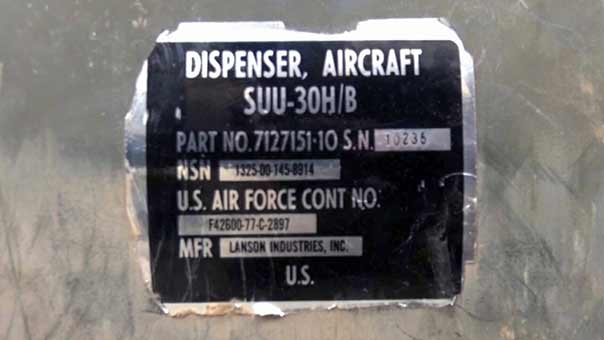 DISPENSER, AIRCRAFT
SUU-30H/B
PART NO. 7127151-10 S.N. 10236
NSN 1325-00-145-8914
U.S. AIR FORCE CONT NO.
F42600-77-C-2897
MFR LANSON INDUSTRIES, INC.
U.S.